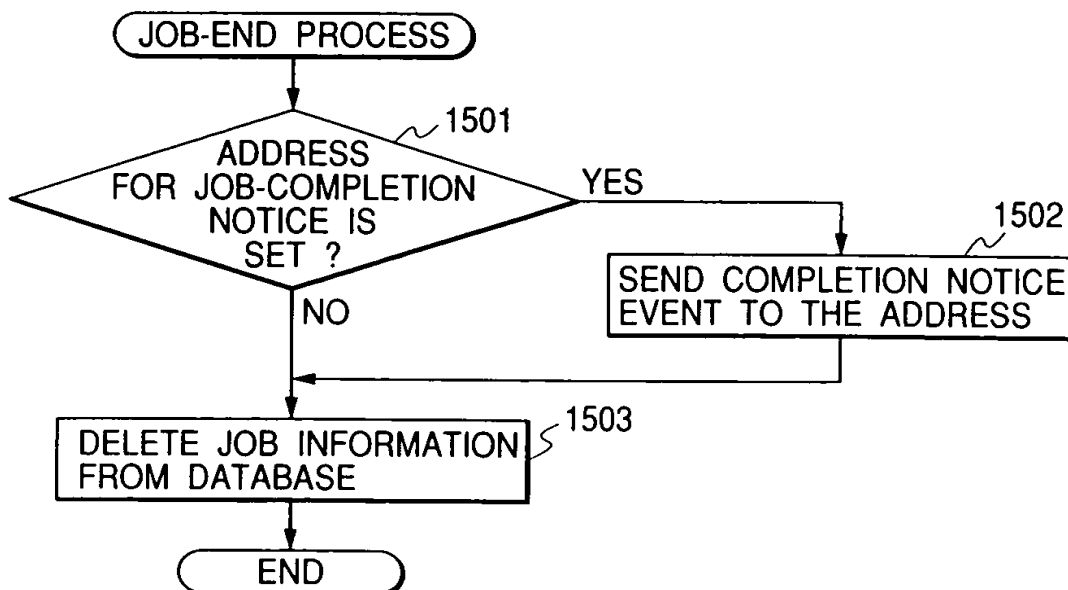 JOB-END PROCESS
1501
ADDRESS
FOR JOB-COMPLETION
NOTICE IS
SET ?
YES
1502
SEND COMPLETION NOTICE
EVENT TO THE ADDRESS
NO
1503
DELETE JOB INFORMATION
FROM DATABASE
END